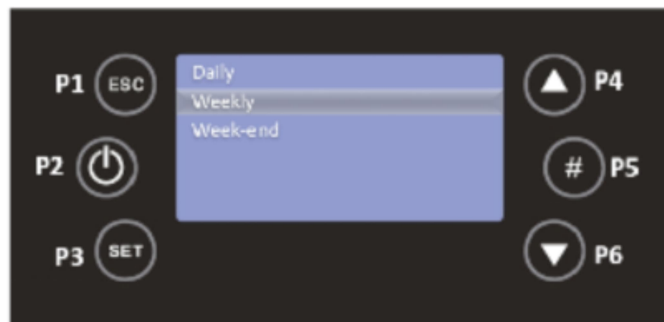 P1 ESC
Daily
Weekly
Week-end
P4
P2
# P5
P3 SET
P6